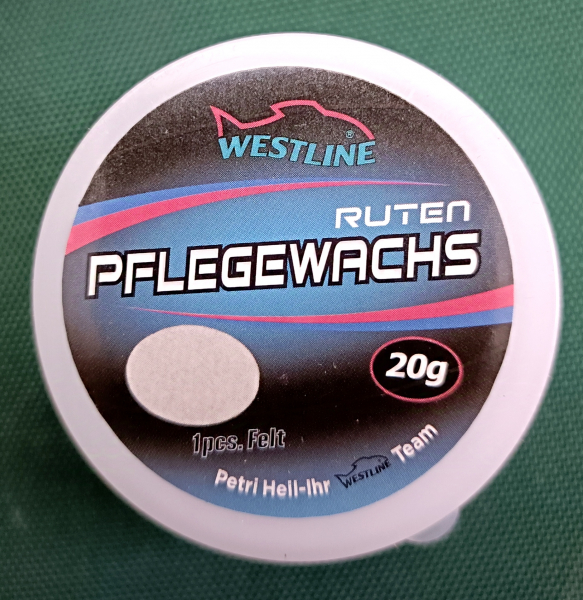 WESTLINE®
RUTEN
PFLEGEWACHS
20g
1pcs. Felt
Petri Heil-Ihr WESTLINE Team